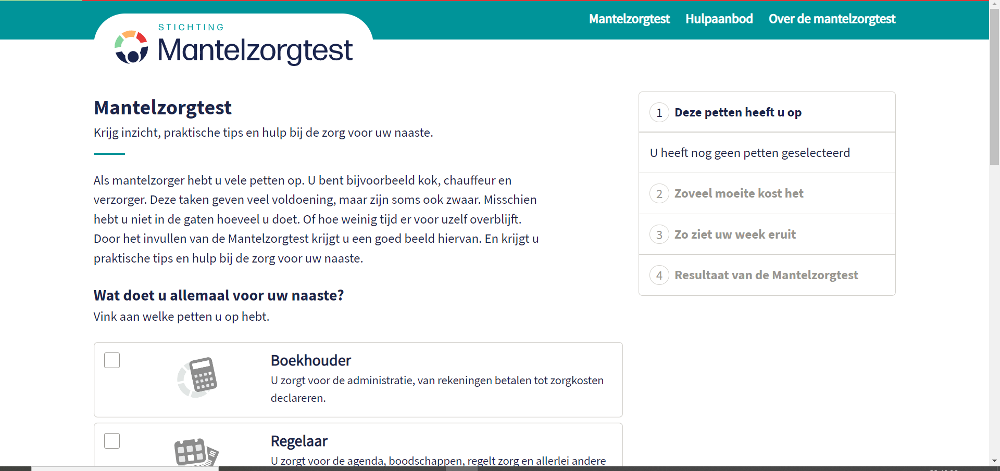 Mantelzorgtest Hulpaanbod Over de mantelzorgtest
STICHTING
Mantelzorgtest
Mantelzorgtest
Krijg inzicht, praktische tips en hulp bij de zorg voor uw naaste.
Als mantelzorger hebt u vele petten op. U bent bijvoorbeeld kok, chauffeur en
verzorger. Deze taken geven veel voldoening, maar zijn soms ook zwaar. Misschien
hebt u niet in de gaten hoeveel u doet. Of hoe weinig tijd er voor uzelf overblijft.
Door het invullen van de Mantelzorgtest krijgt u een goed beeld hiervan. En krijgt u
praktische tips en hulp bij de zorg voor uw naaste.
Wat doet u allemaal voor uw naaste?
Vink aan welke petten u op hebt.
Boekhouder
U zorgt voor de administratie, van rekeningen betalen tot zorgkosten
declareren.
Regelaar
U zorgt voor de agenda, boodschappen, regelt zorg en allerlei andere
1 Deze petten heeft u op
U heeft nog geen petten geselecteerd
2 Zoveel moeite kost het
3 Zo ziet uw week eruit
4 Resultaat van de Mantelzorgtest